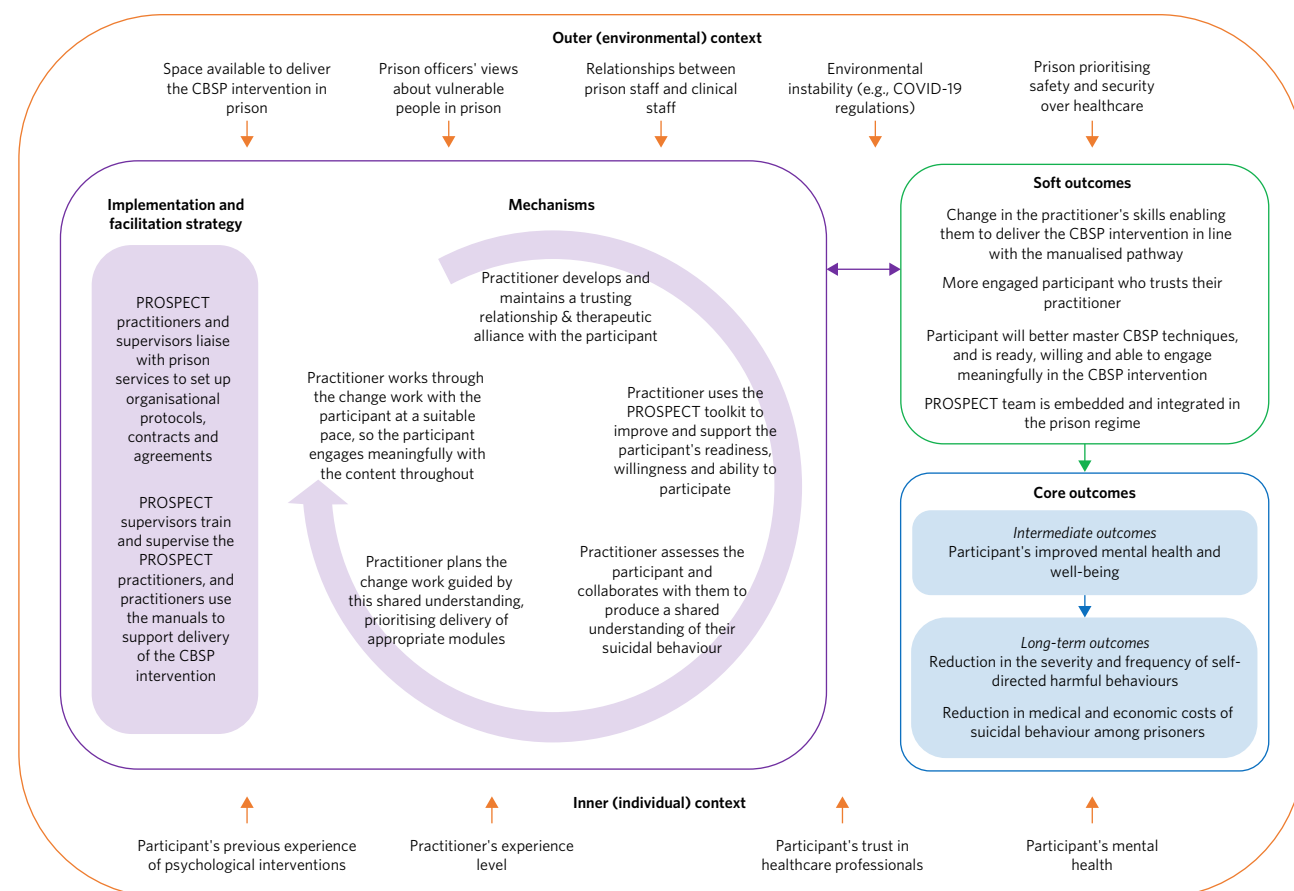 Outer (environmental) context
Space available to deliver
the CBSP intervention in
prison
Prison officers' views
about vulnerable
people in prison
Relationships between
prison staff and clinical
staff
Environmental
instability (e.g., COVID-19
regulations)
Prison prioritising
safety and security
over healthcare
Implementation and
facilitation strategy
PROSPECT
practitioners and
supervisors liaise
with prison
services to set up
organisational
protocols,
contracts and
agreements
PROSPECT
supervisors train
and supervise the
PROSPECT
practitioners, and
practitioners use
the manuals to
support delivery
of the CBSP
intervention
Mechanisms
Practitioner develops and
maintains a trusting
relationship & therapeutic
alliance with the participant
Practitioner uses the
PROSPECT toolkit to
improve and support the
participant's readiness,
willingness and ability to
participate
Practitioner assesses the
participant and
collaborates with them to
produce a shared
understanding of their
suicidal behaviour
Practitioner plans the
change work guided by
this shared understanding,
prioritising delivery of
appropriate modules
Practitioner works through
the change work with the
participant at a suitable
pace, so the participant
engages meaningfully with
the content throughout
Soft outcomes
Change in the practitioner's skills enabling
them to deliver the CBSP intervention in line
with the manualised pathway
More engaged participant who trusts their
practitioner
Participant will better master CBSP techniques,
and is ready, willing and able to engage
meaningfully in the CBSP intervention
PROSPECT team is embedded and integrated in
the prison regime
Core outcomes
Intermediate outcomes
Participant's improved mental health and
well-being
Long-term outcomes
Reduction in the severity and frequency of self-
directed harmful behaviours
Reduction in medical and economic costs of
suicidal behaviour among prisoners
Inner (individual) context
Participant's previous experience
of psychological interventions
Practitioner's experience
level
Participant's trust in
healthcare professionals
Participant's mental
health